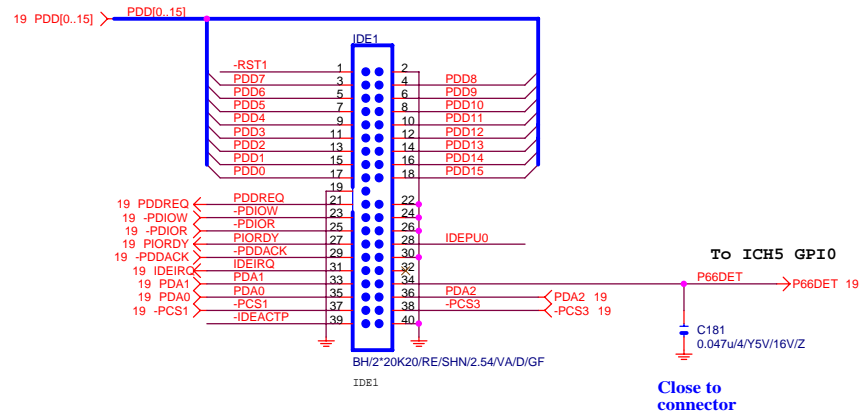 19 PDD[0..15] PDD[0..15]
IDE1
-RST1 1 2
PDD7 3 4 PDD8
PDD6 5 6 PDD9
PDD5 7 8 PDD10
PDD4 9 10 PDD11
PDD3 11 12 PDD12
PDD2 13 14 PDD13
PDD1 15 16 PDD14
PDD0 17 18 PDD15
19
19 PDDREQ PDDREQ 21 22
19 -PDIOW -PDIOW 23 24
19 -PDIOR -PDIOR 25 26
19 PIORDY PIORDY 27 28 IDEPU0
19 -PDDACK -PDDACK 29 30
19 IDEIRQ IDEIRQ 31 32
19 PDA1 PDA1 33 34 P66DET P66DET 19
19 PDA0 PDA0 35 36 PDA2 PDA2 19
19 -PCS1 -PCS1 37 38 -PCS3 -PCS3 19
-IDEACTP 39 40
To ICH5 GPI0
C181
0.047u/4/Y5V/16V/Z
BH/2*20K20/RE/SHN/2.54/VA/D/GF
IDE1
Close to
connector